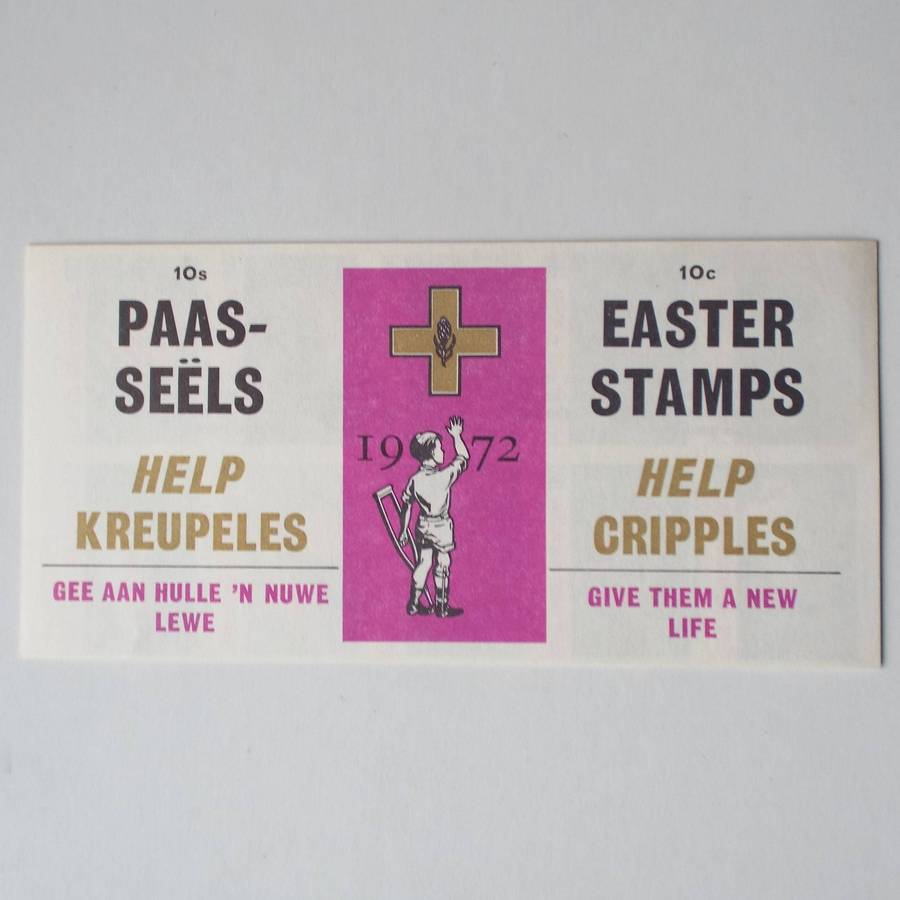 10s
PAAS-
SEËLS
HELP
KREUPELES
GEE AAN HULLE 'N NUWE
LEWE
1972
10c
EASTER
STAMPS
HELP
CRIPPLES
GIVE THEM A NEW
LIFE